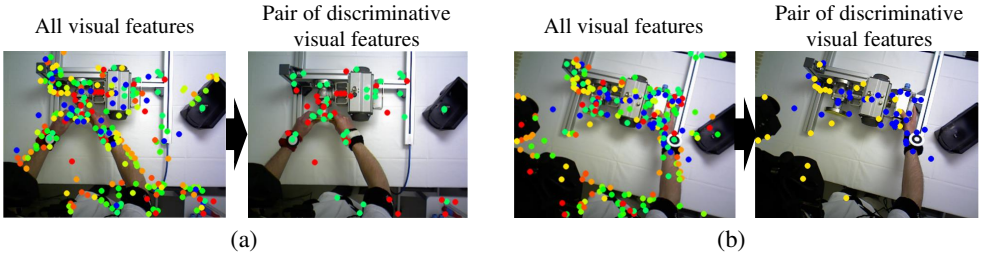 All visual features
Pair of discriminative
visual features
All visual features
Pair of discriminative
visual features
(a)
(b)